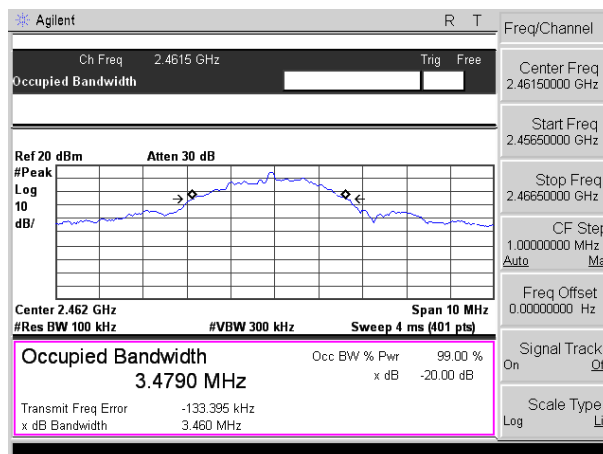 Agilent R T
Ch Freq 2.4615 GHz Trig Free
Occupied Bandwidth
Ref 20 dBm Atten 30 dB
#Peak
Log
10
dB/
Center 2.462 GHz Span 10 MHz
#Res BW 100 kHz #VBW 300 kHz Sweep 4 ms (401 pts)
Occupied Bandwidth Occ BW % Pwr 99.00 %
3.4790 MHz x dB -20.00 dB
Transmit Freq Error -133.395 kHz
x dB Bandwidth 3.460 MHz
Freq/Channel
Center Freq
2.46150000 GHz
Start Freq
2.45650000 GHz
Stop Freq
2.46650000 GHz
CF Step
1.00000000 MHz
Auto Ma
Freq Offset
0.00000000 Hz
Signal Track
On Of
Scale Type
Log Li